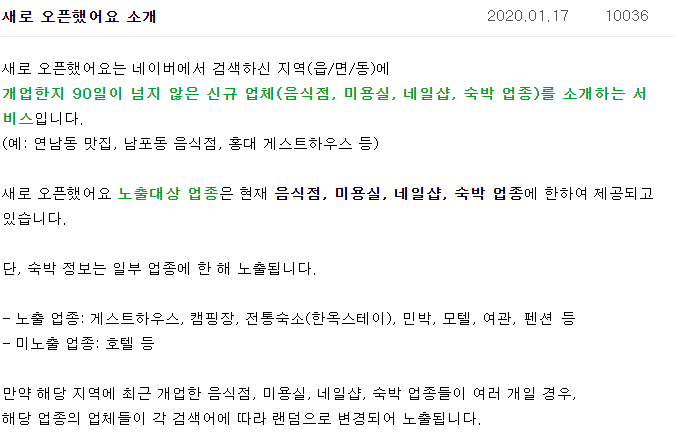 새로 오픈했어요 소개 2020.01.17 10036
새로 오픈했어요는 네이버에서 검색하신 지역(읍/면/동)에
개업한지 90일이 넘지 않은 신규 업체(음식점, 미용실, 네일샵, 숙박 업종)를 소개하는 서
비스입니다.
(예: 연남동 맛집, 남포동 음식점, 홍대 게스트하우스 등)
새로 오픈했어요 노출대상 업종은 현재 음식점, 미용실, 네일샵, 숙박 업종에 한하여 제공되고
있습니다.
단, 숙박 정보는 일부 업종에 한 해 노출됩니다.
- 노출 업종: 게스트하우스, 캠핑장, 전통숙소(한옥스테이), 민박, 모텔, 여관, 펜션 등
- 미노출 업종: 호텔 등
만약 해당 지역에 최근 개업한 음식점, 미용실, 네일샵, 숙박 업종들이 여러 개일 경우,
해당 업종의 업체들이 각 검색어에 따라 랜덤으로 변경되어 노출됩니다.